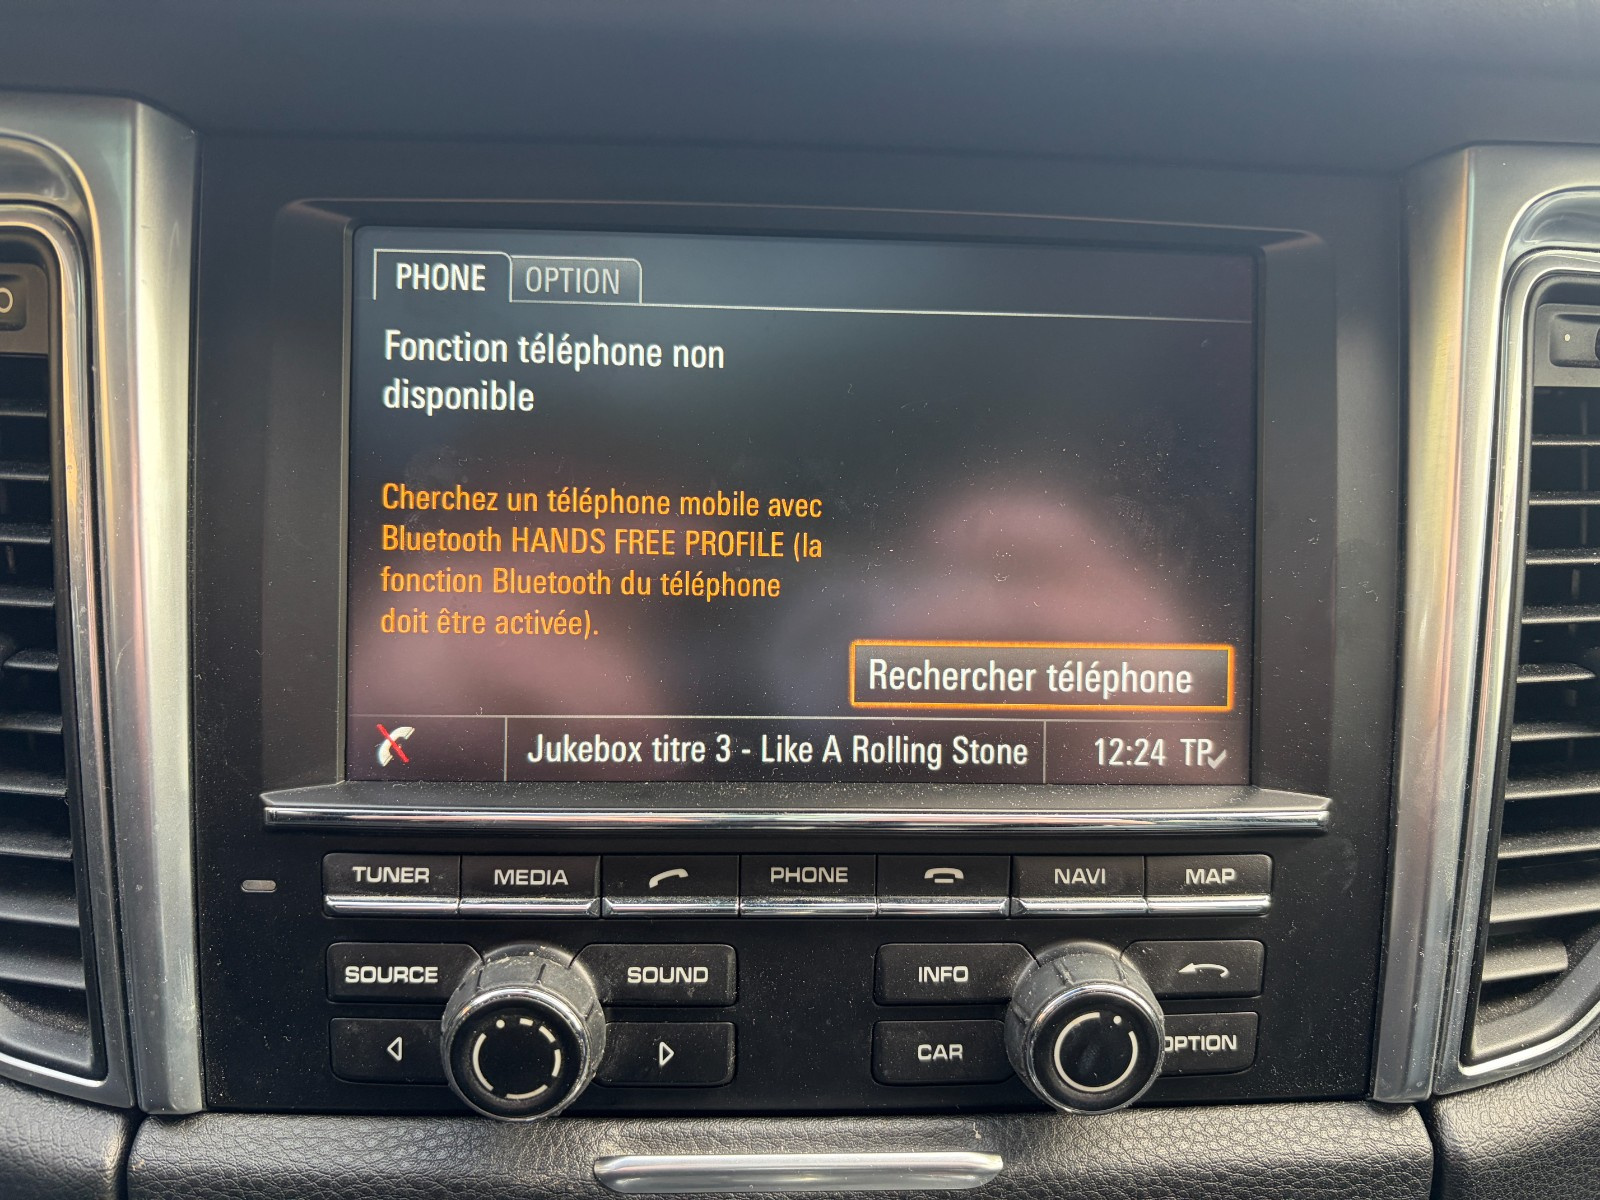 PHONE OPTION
Fonction téléphone non
disponible
Cherchez un téléphone mobile avec
Bluetooth HANDS FREE PROFILE (la
fonction Bluetooth du téléphone
doit être activée).
Rechercher téléphone
Jukebox titre 3 - Like A Rolling Stone 12:24 TP
TUNER MEDIA PHONE NAVI MAP
SOURCE SOUND INFO
CAR OPTION